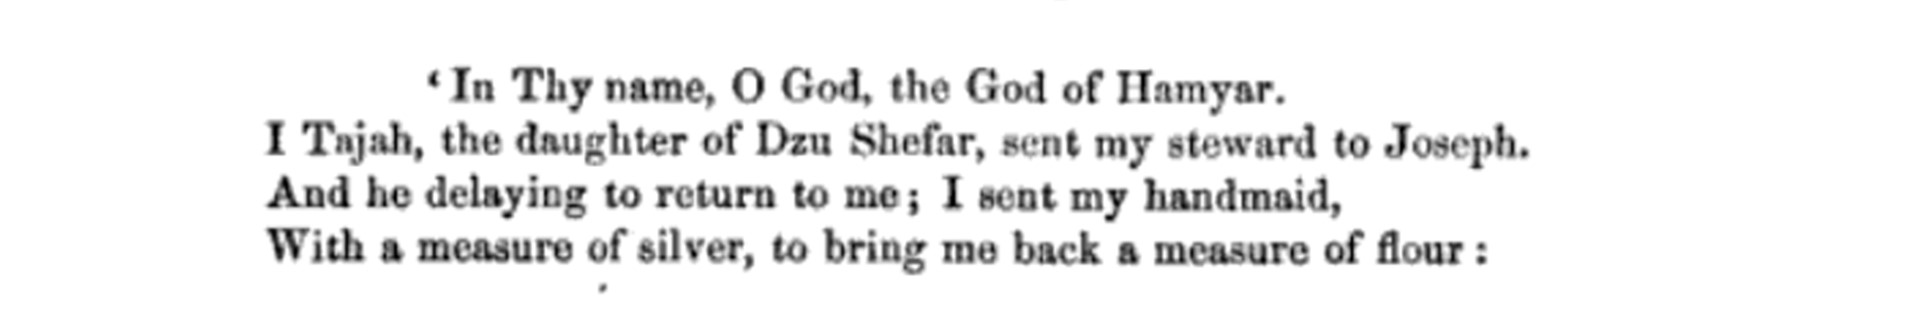 ‘In Thy name, O God, the God of Hamyar.
I Tajah, the daughter of Dzu Shefar, sent my steward to Joseph.
And he delaying to return to me; I sent my handmaid,
With a measure of silver, to bring me back a measure of flour: